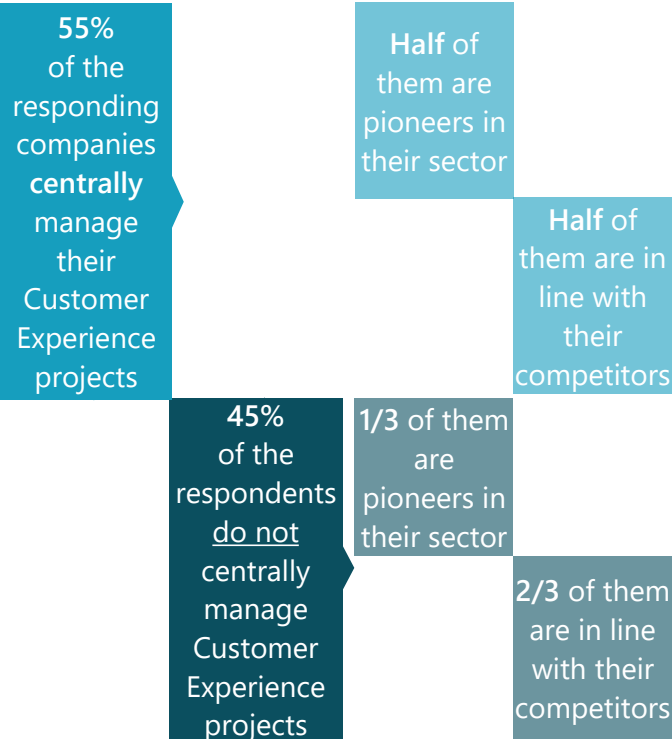 55%
of the
responding
companies
centrally
manage
their
Customer
Experience
projects
Half of
them are
pioneers in
their sector
Half of
them are in
line with
their
competitors
45%
of the
respondents
do not
centrally
manage
Customer
Experience
projects
1/3 of them
are
pioneers in
their sector
2/3 of them
are in line
with their
competitors